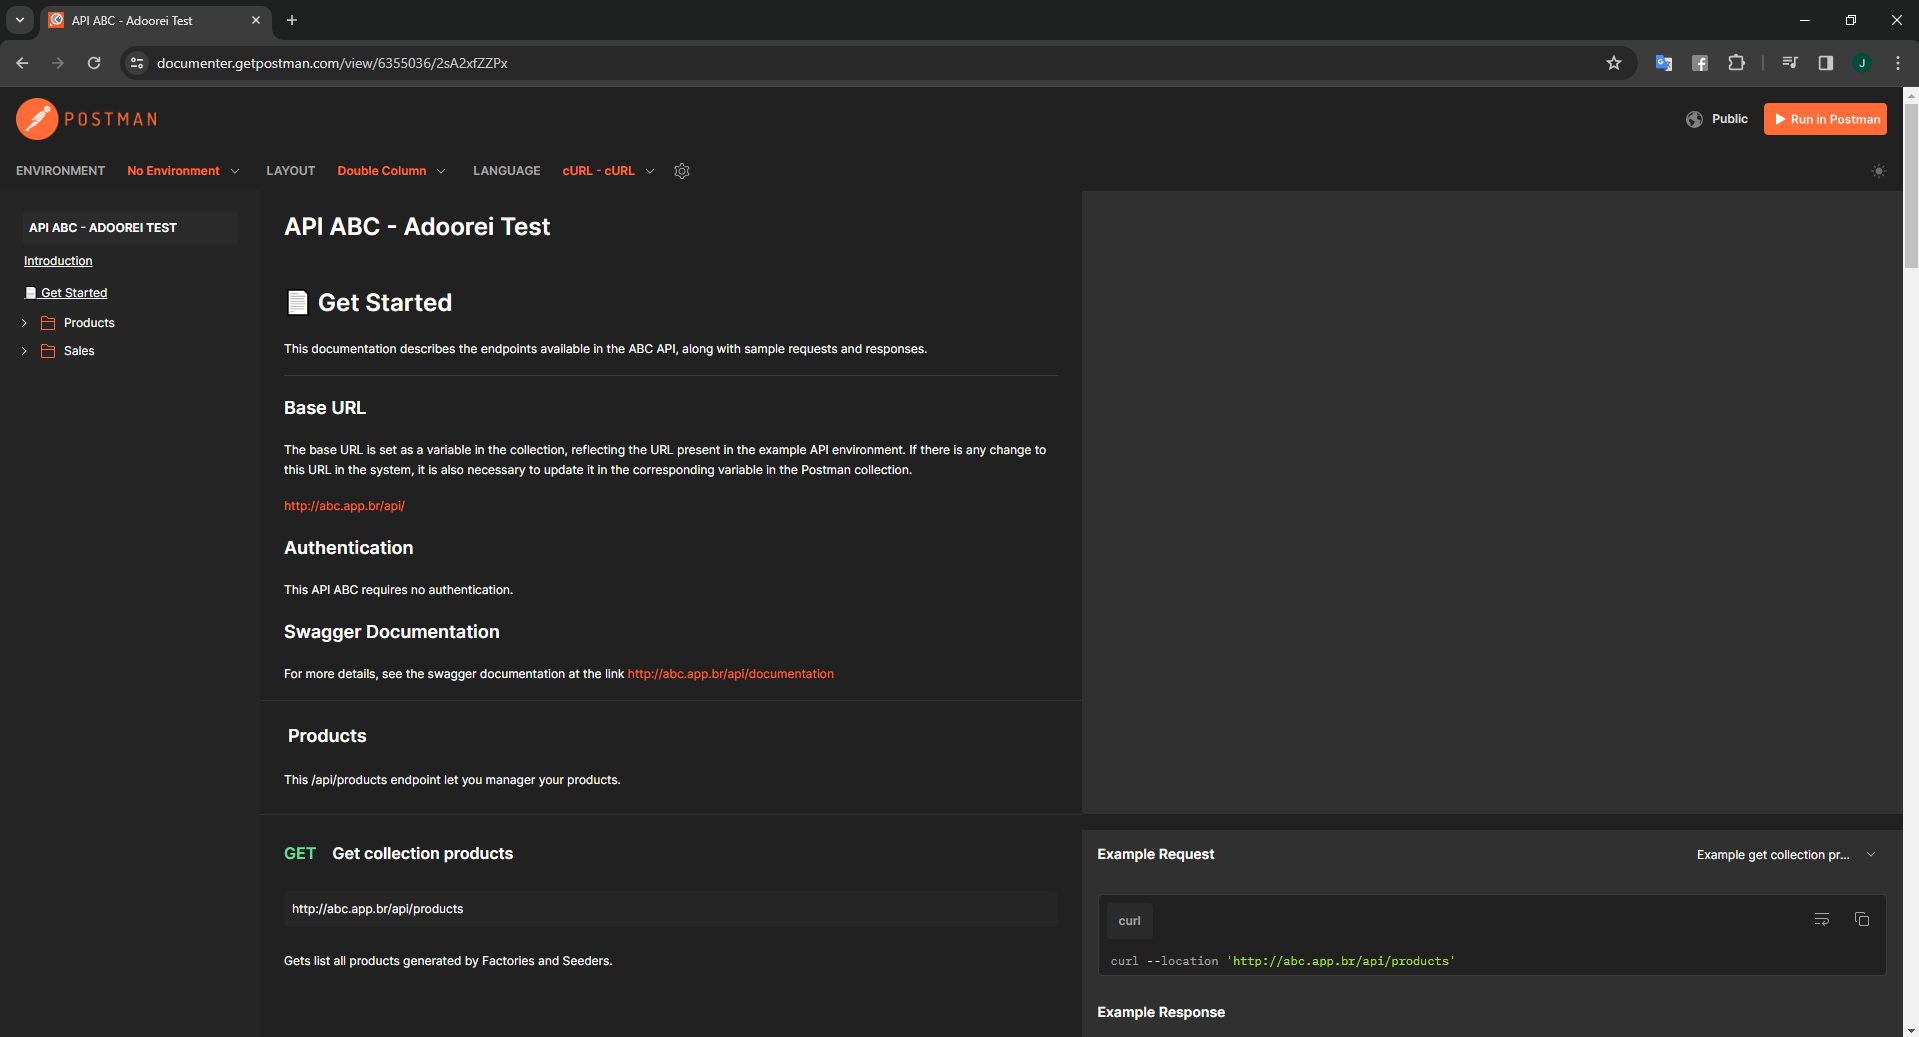 API ABC - Adoorei Test
documenter.getpostman.com/view/6355036/2sA2xfZZPx
J
POSTMAN
Public
Run in Postman
ENVIRONMENT No Environment LAYOUT Double Column LANGUAGE cURL - cURL
API ABC - ADOOREI TEST
Introduction
Get Started
Products
Sales
API ABC - Adoorei Test
Get Started
This documentation describes the endpoints available in the ABC API, along with sample requests and responses.
Base URL
The base URL is set as a variable in the collection, reflecting the URL present in the example API environment. If there is any change to
this URL in the system, it is also necessary to update it in the corresponding variable in the Postman collection.
http://abc.app.br/api/
Authentication
This API ABC requires no authentication.
Swagger Documentation
For more details, see the swagger documentation at the link http://abc.app.br/api/documentation
Products
This /api/products endpoint let you manager your products.
GET Get collection products
http://abc.app.br/api/products
Gets list all products generated by Factories and Seeders.
Example Request
Example get collection pr...
curl
curl --location 'http://abc.app.br/api/products'
Example Response